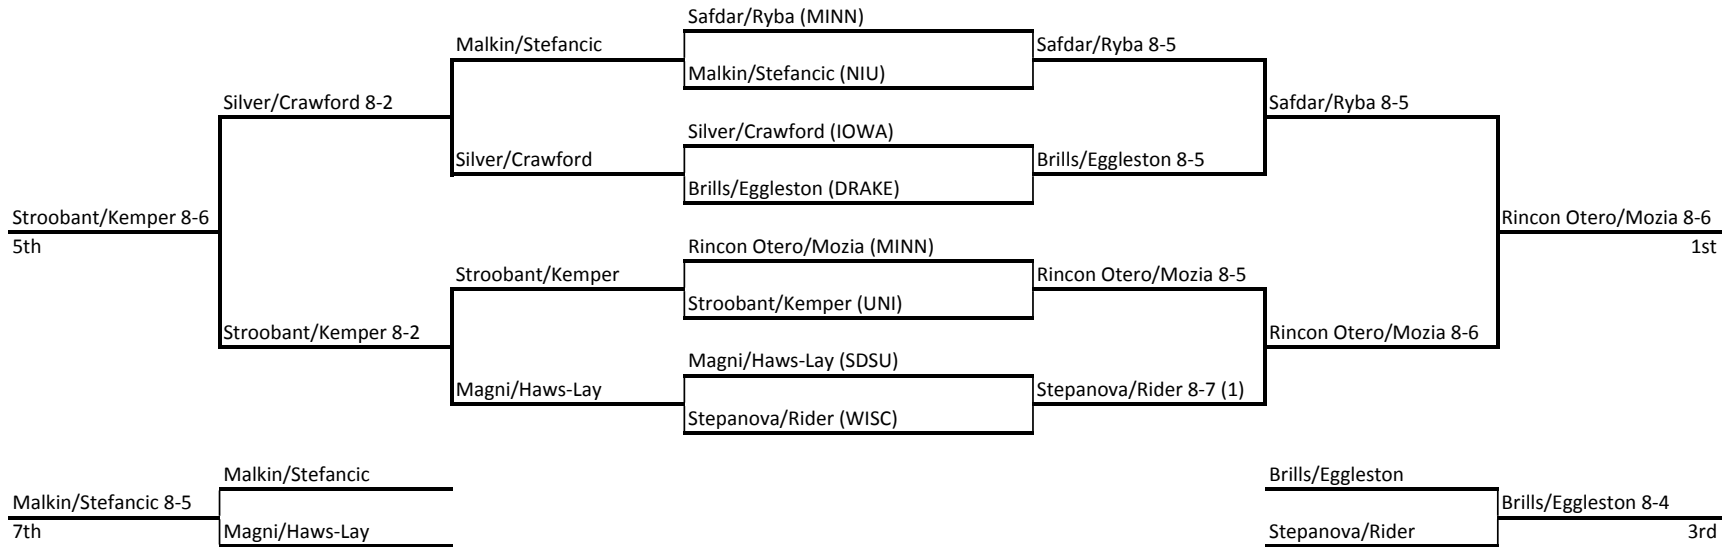 Safdar/Ryba (MINN)
Malkin/Stefancic
Safdar/Ryba 8-5
Malkin/Stefancic (NIU)
Silver/Crawford 8-2
Safdar/Ryba 8-5
Silver/Crawford (IOWA)
Silver/Crawford
Brills/Eggleston 8-5
Brills/Eggleston (DRAKE)
Stroobant/Kemper 8-6
Rincon Otero/Mozia 8-6
5th
Rincon Otero/Mozia (MINN)
1st
Stroobant/Kemper
Rincon Otero/Mozia 8-5
Stroobant/Kemper (UNI)
Stroobant/Kemper 8-2
Rincon Otero/Mozia 8-6
Magni/Haws-Lay (SDSU)
Magni/Haws-Lay
Stepanova/Rider 8-7 (1)
Stepanova/Rider (WISC)
Malkin/Stefancic
Brills/Eggleston
Malkin/Stefancic 8-5
Brills/Eggleston 8-4
7th
Magni/Haws-Lay
Stepanova/Rider
3rd